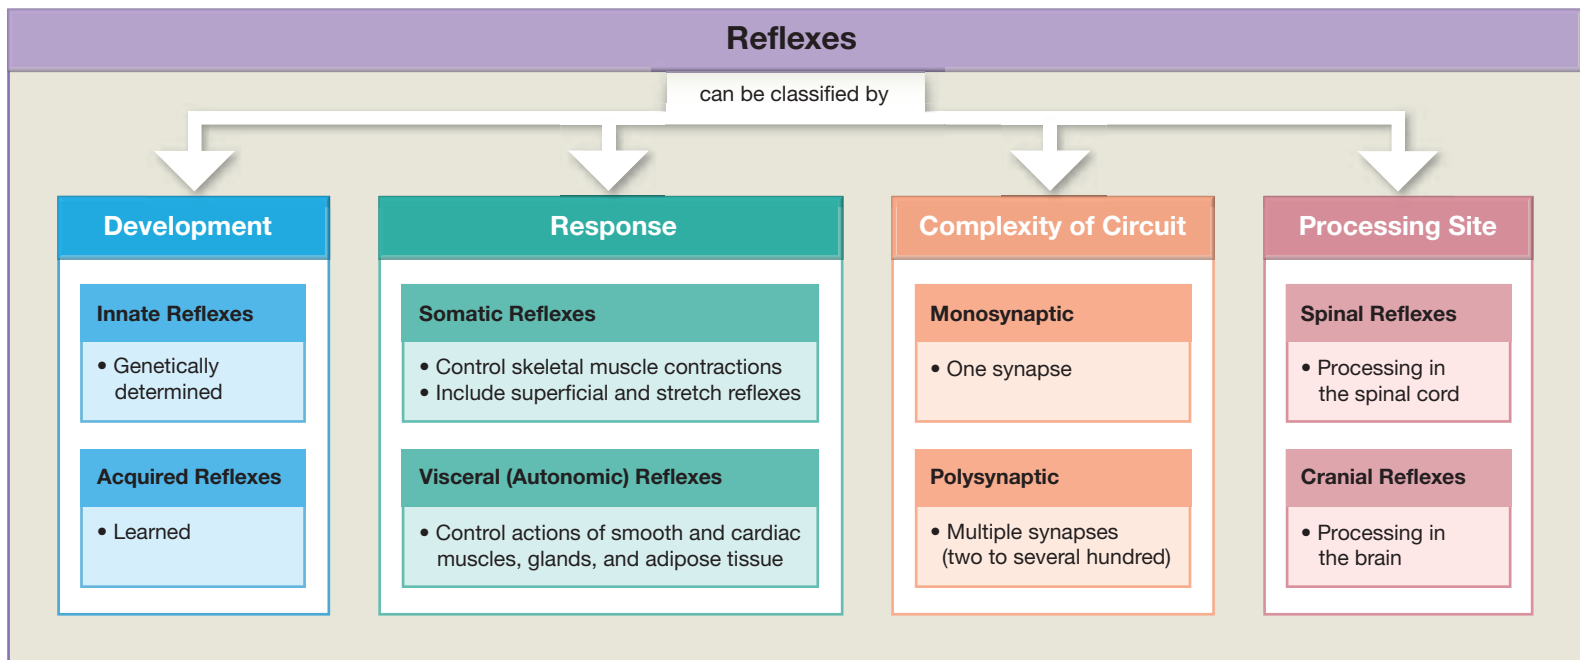 Reflexes
can be classified by
Development
Innate Reflexes
• Genetically
determined
Acquired Reflexes
• Learned
Response
Somatic Reflexes
• Control skeletal muscle contractions
• Include superficial and stretch reflexes
Visceral (Autonomic) Reflexes
• Control actions of smooth and cardiac
muscles, glands, and adipose tissue
Complexity of Circuit
Monosynaptic
• One synapse
Polysynaptic
• Multiple synapses
(two to several hundred)
Processing Site
Spinal Reflexes
• Processing in
the spinal cord
Cranial Reflexes
• Processing in
the brain